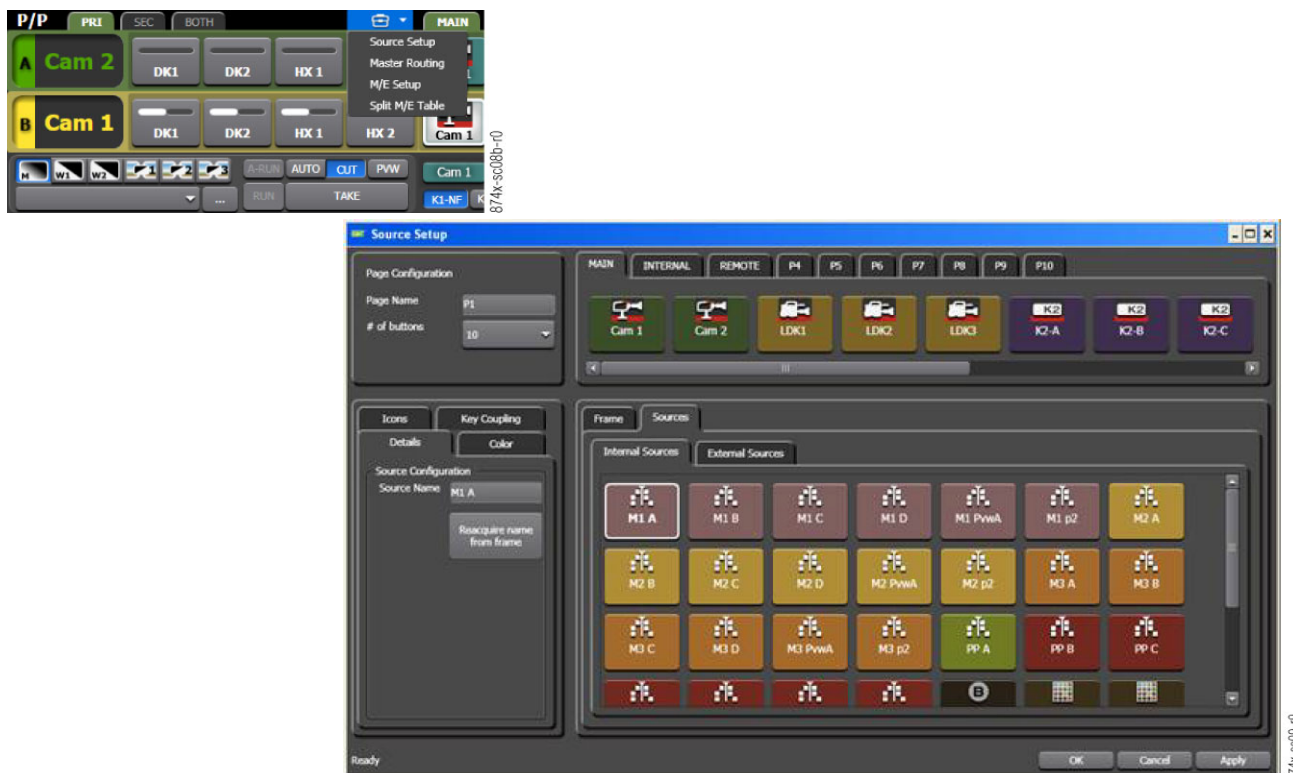 P/P PRI SEC BOTH MAIN
Source Setup
Master Routing
M/E Setup
Split M/E Table
A Cam 2 DK1 DK2 HX 1
B Cam 1 DK1 DK2 HX 1 HX 2 Cam 1
M W1 W2 1 2 3 A-RUN AUTO CUT PVW Cam 1
... RUN TAKE K1-NF K
874x-sc08b-r0
Source Setup
Page Configuration
Page Name P1
# of buttons 10
MAIN INTERNAL REMOTE P4 P5 P6 P7 P8 P9 P10
K2 K2 K2
Cam 1 Cam 2 LDK1 LDK2 LDK3 K2-A K2-B K2-C
Icons Key Coupling
Details Color
Source Configuration
Source Name M1 A
Reacquire name
from frame
Frame Sources
Internal Sources External Sources
M1 A M1 B M1 C M1 D M1 PvwA M1 p2 M2 A
M2 B M2 C M2 D M2 PvwA M2 p2 M3 A M3 B
M3 C M3 D M3 PvwA M3 p2 PP A PP B PP C
B
Ready OK Cancel Apply